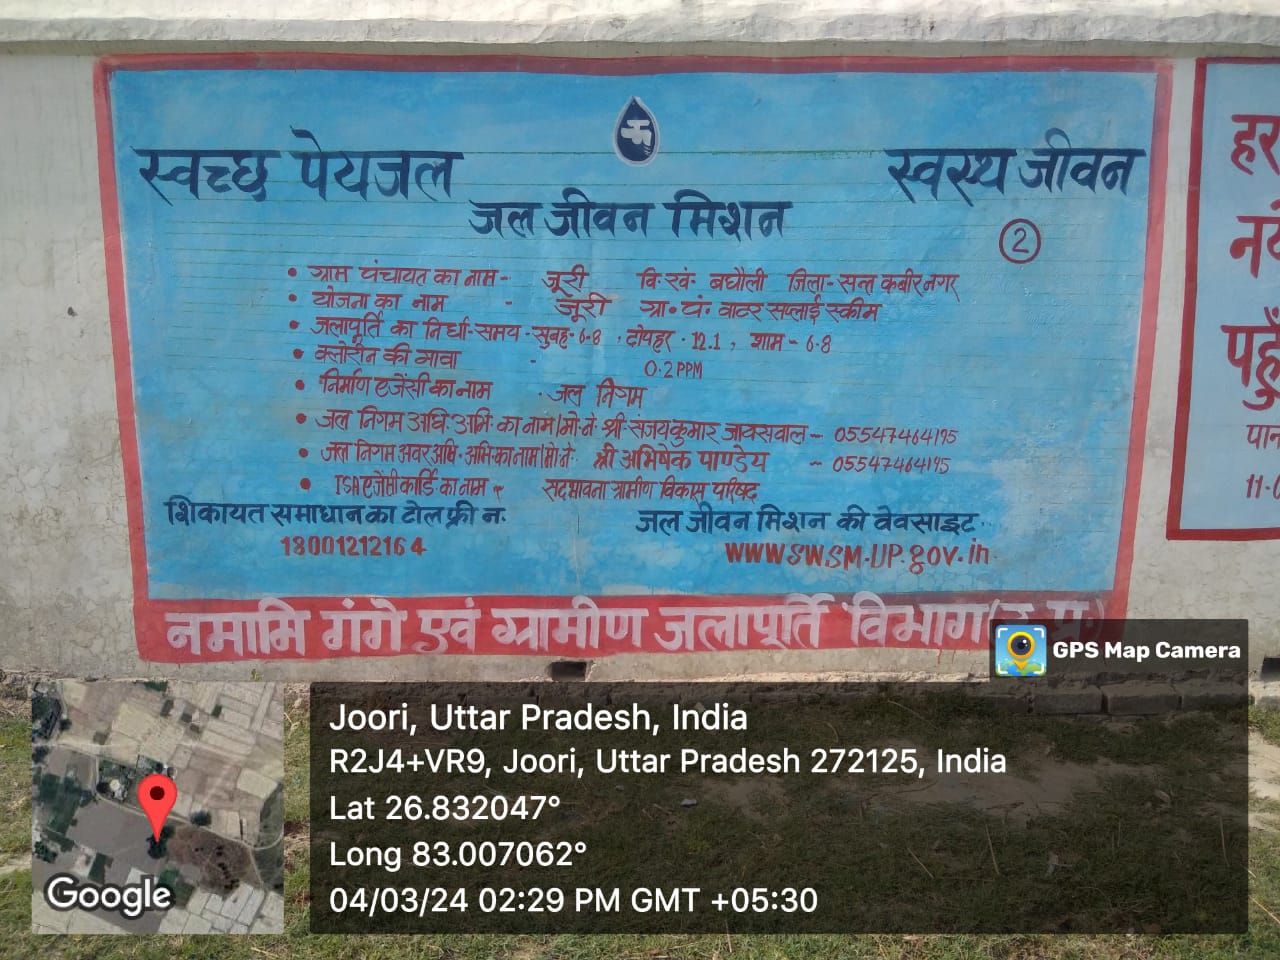 स्वच्छ पेयजल
स्वस्थ जीवन
जल जीवन मिशन
2
• ग्राम पंचायत का नाम - जूरी वि॰ खं॰ बघौली जिला - सन्त कबीर नगर
• योजना का नाम - जूरी ग्रा॰ पं॰ वाटर सप्लाई स्कीम
• जलापूर्ति का निर्धा - समय - सुबह - 6-8 , दोपहर - 12.1 , शाम - 6-8
• क्लोरीन की मात्रा - 0.2 PPM
• निर्माण एजेंसी का नाम - जल निगम
• जल निगम अधि॰ अभि॰ का नाम/मो॰ नं॰ श्री संजय कुमार जायसवाल - 05547464195
• जल निगम अवर अभि॰ का नाम/मो॰ नं॰ श्री अभिषेक पाण्डेय - 05547464195
• ISA एजेंसी का नाम सद्भावना ग्रामीण विकास परिषद
शिकायत समाधान का टोल फ्री न॰
18001212164
जल जीवन मिशन की वेवसाइट
WWW.SWSM.UP.gov.in
नमामि गंगे एवं ग्रामीण जलापूर्ति विभाग
हर
पहुँ
पान
GPS Map Camera
Joori, Uttar Pradesh, India
R2J4+VR9, Joori, Uttar Pradesh 272125, India
Lat 26.832047°
Long 83.007062°
04/03/24 02:29 PM GMT +05:30
Google